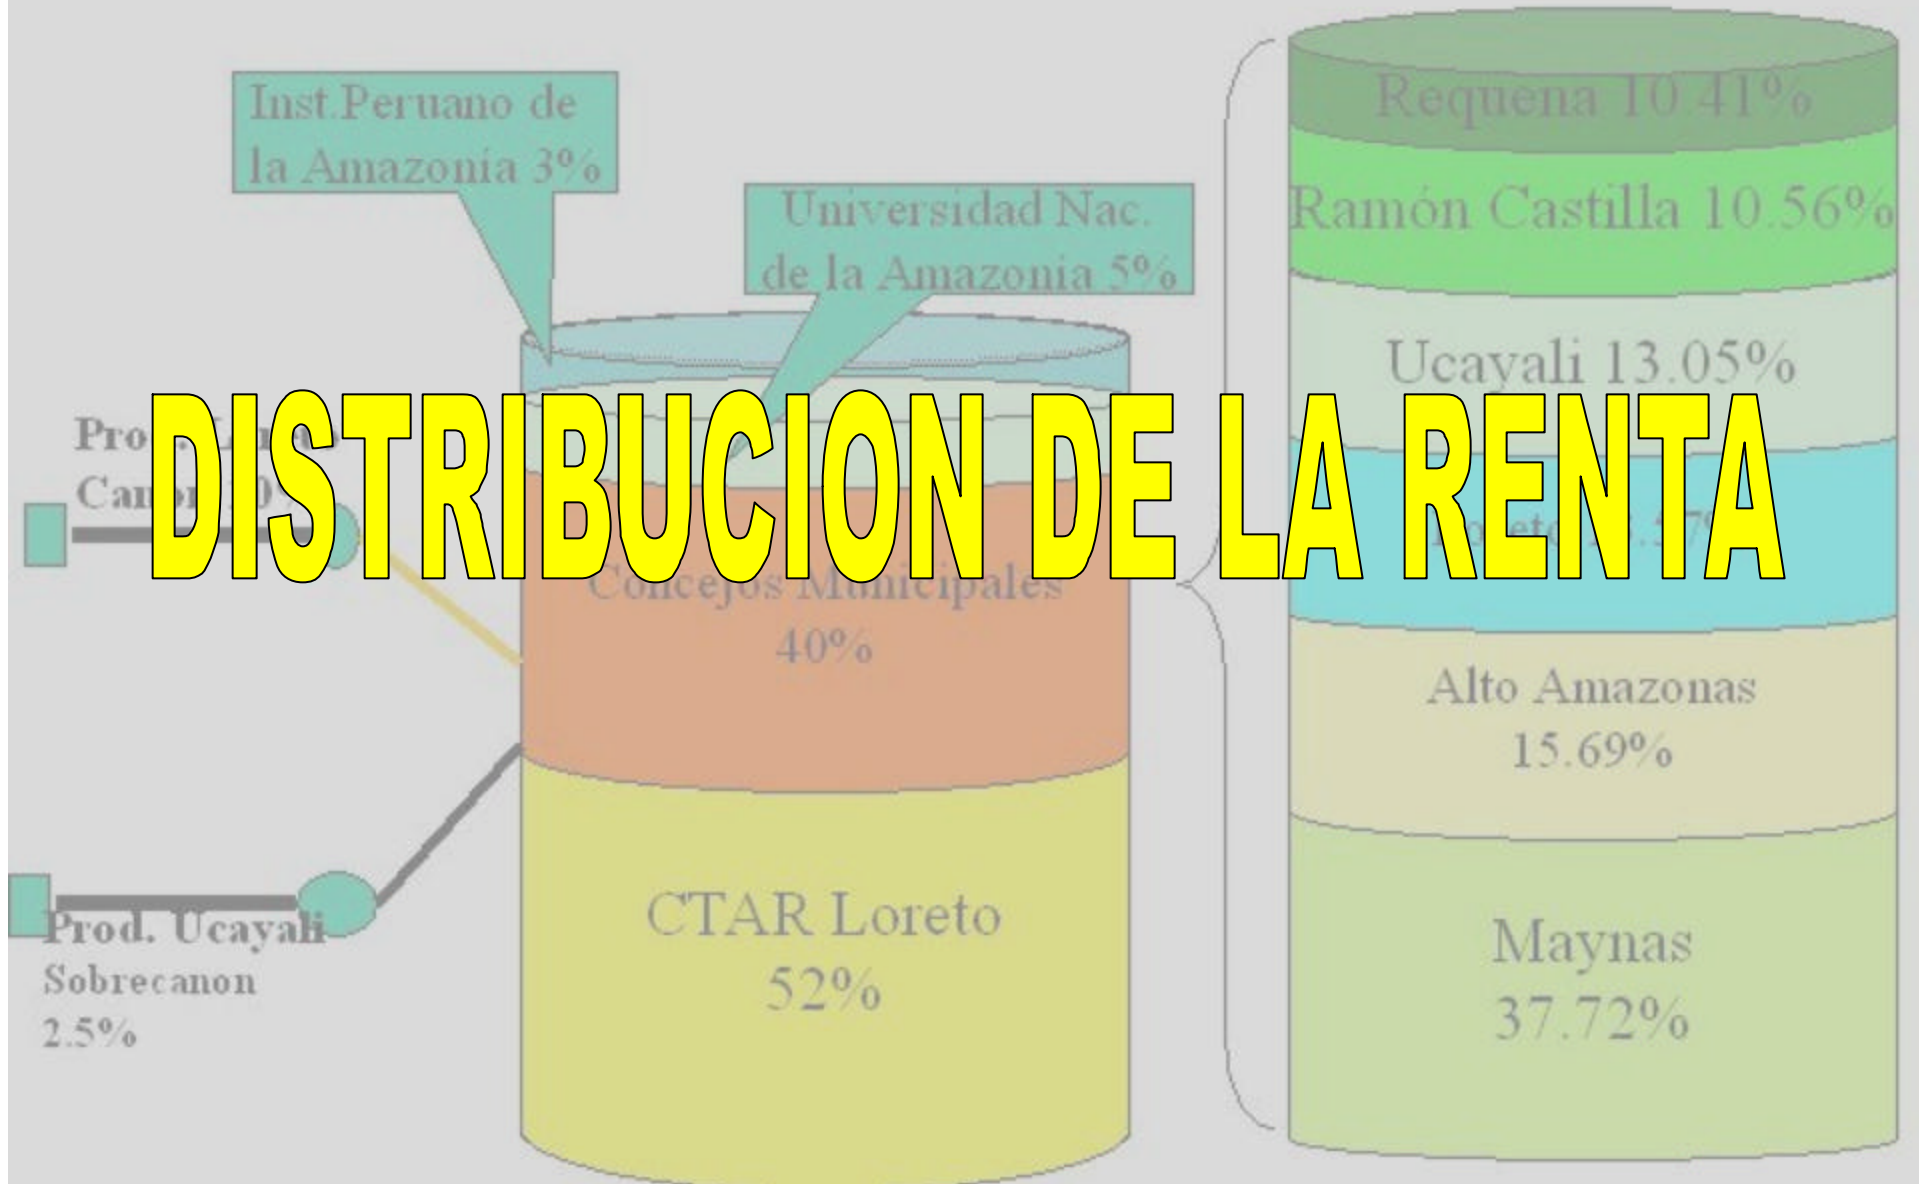 Inst.Peruano de
la Amazonía 3%
Universidad Nac.
de la Amazonía 5%
Requena 10.41%
Ramón Castilla 10.56%
Ucayali 13.05%
DISTRIBUCION DE LA RENTA
Concejos Municipales
40%
CTAR Loreto
52%
Alto Amazonas
15.69%
Maynas
37.72%
Prod. Ucayali
Sobrecanon
2.5%